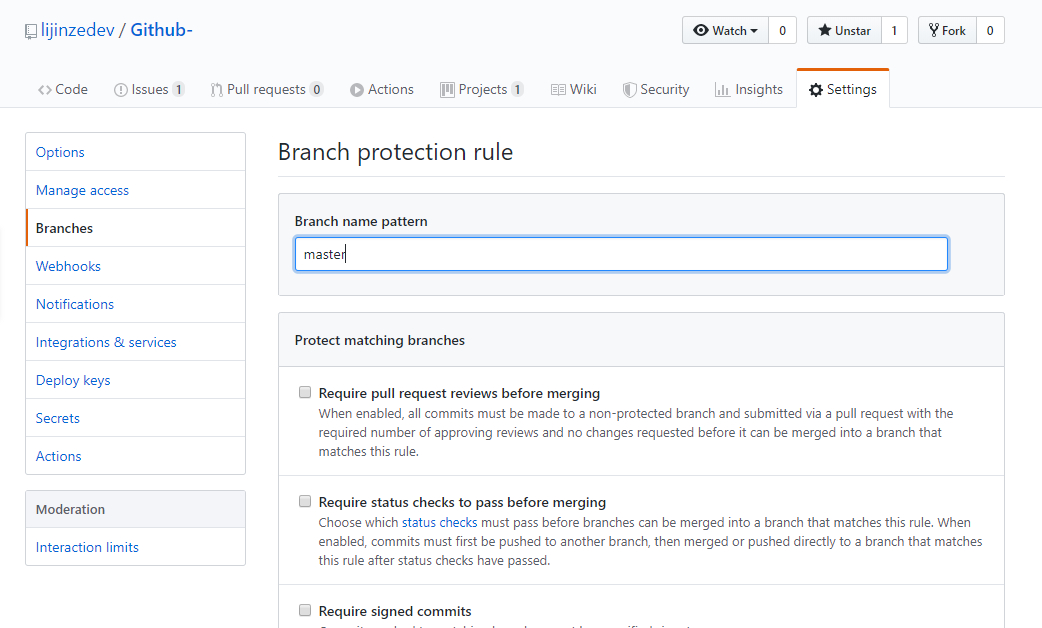 lijinzedev / Github-
Watch 0 Unstar 1 Fork 0
Code Issues 1 Pull requests 0 Actions Projects 1 Wiki Security Insights Settings
Options
Manage access
Branches
Webhooks
Notifications
Integrations & services
Deploy keys
Secrets
Actions
Moderation
Interaction limits
Branch protection rule
Branch name pattern
master
Protect matching branches
Require pull request reviews before merging
When enabled, all commits must be made to a non-protected branch and submitted via a pull request with the
required number of approving reviews and no changes requested before it can be merged into a branch that
matches this rule.
Require status checks to pass before merging
Choose which status checks must pass before branches can be merged into a branch that matches this rule. When
enabled, commits must first be pushed to another branch, then merged or pushed directly to a branch that matches
this rule after status checks have passed.
Require signed commits